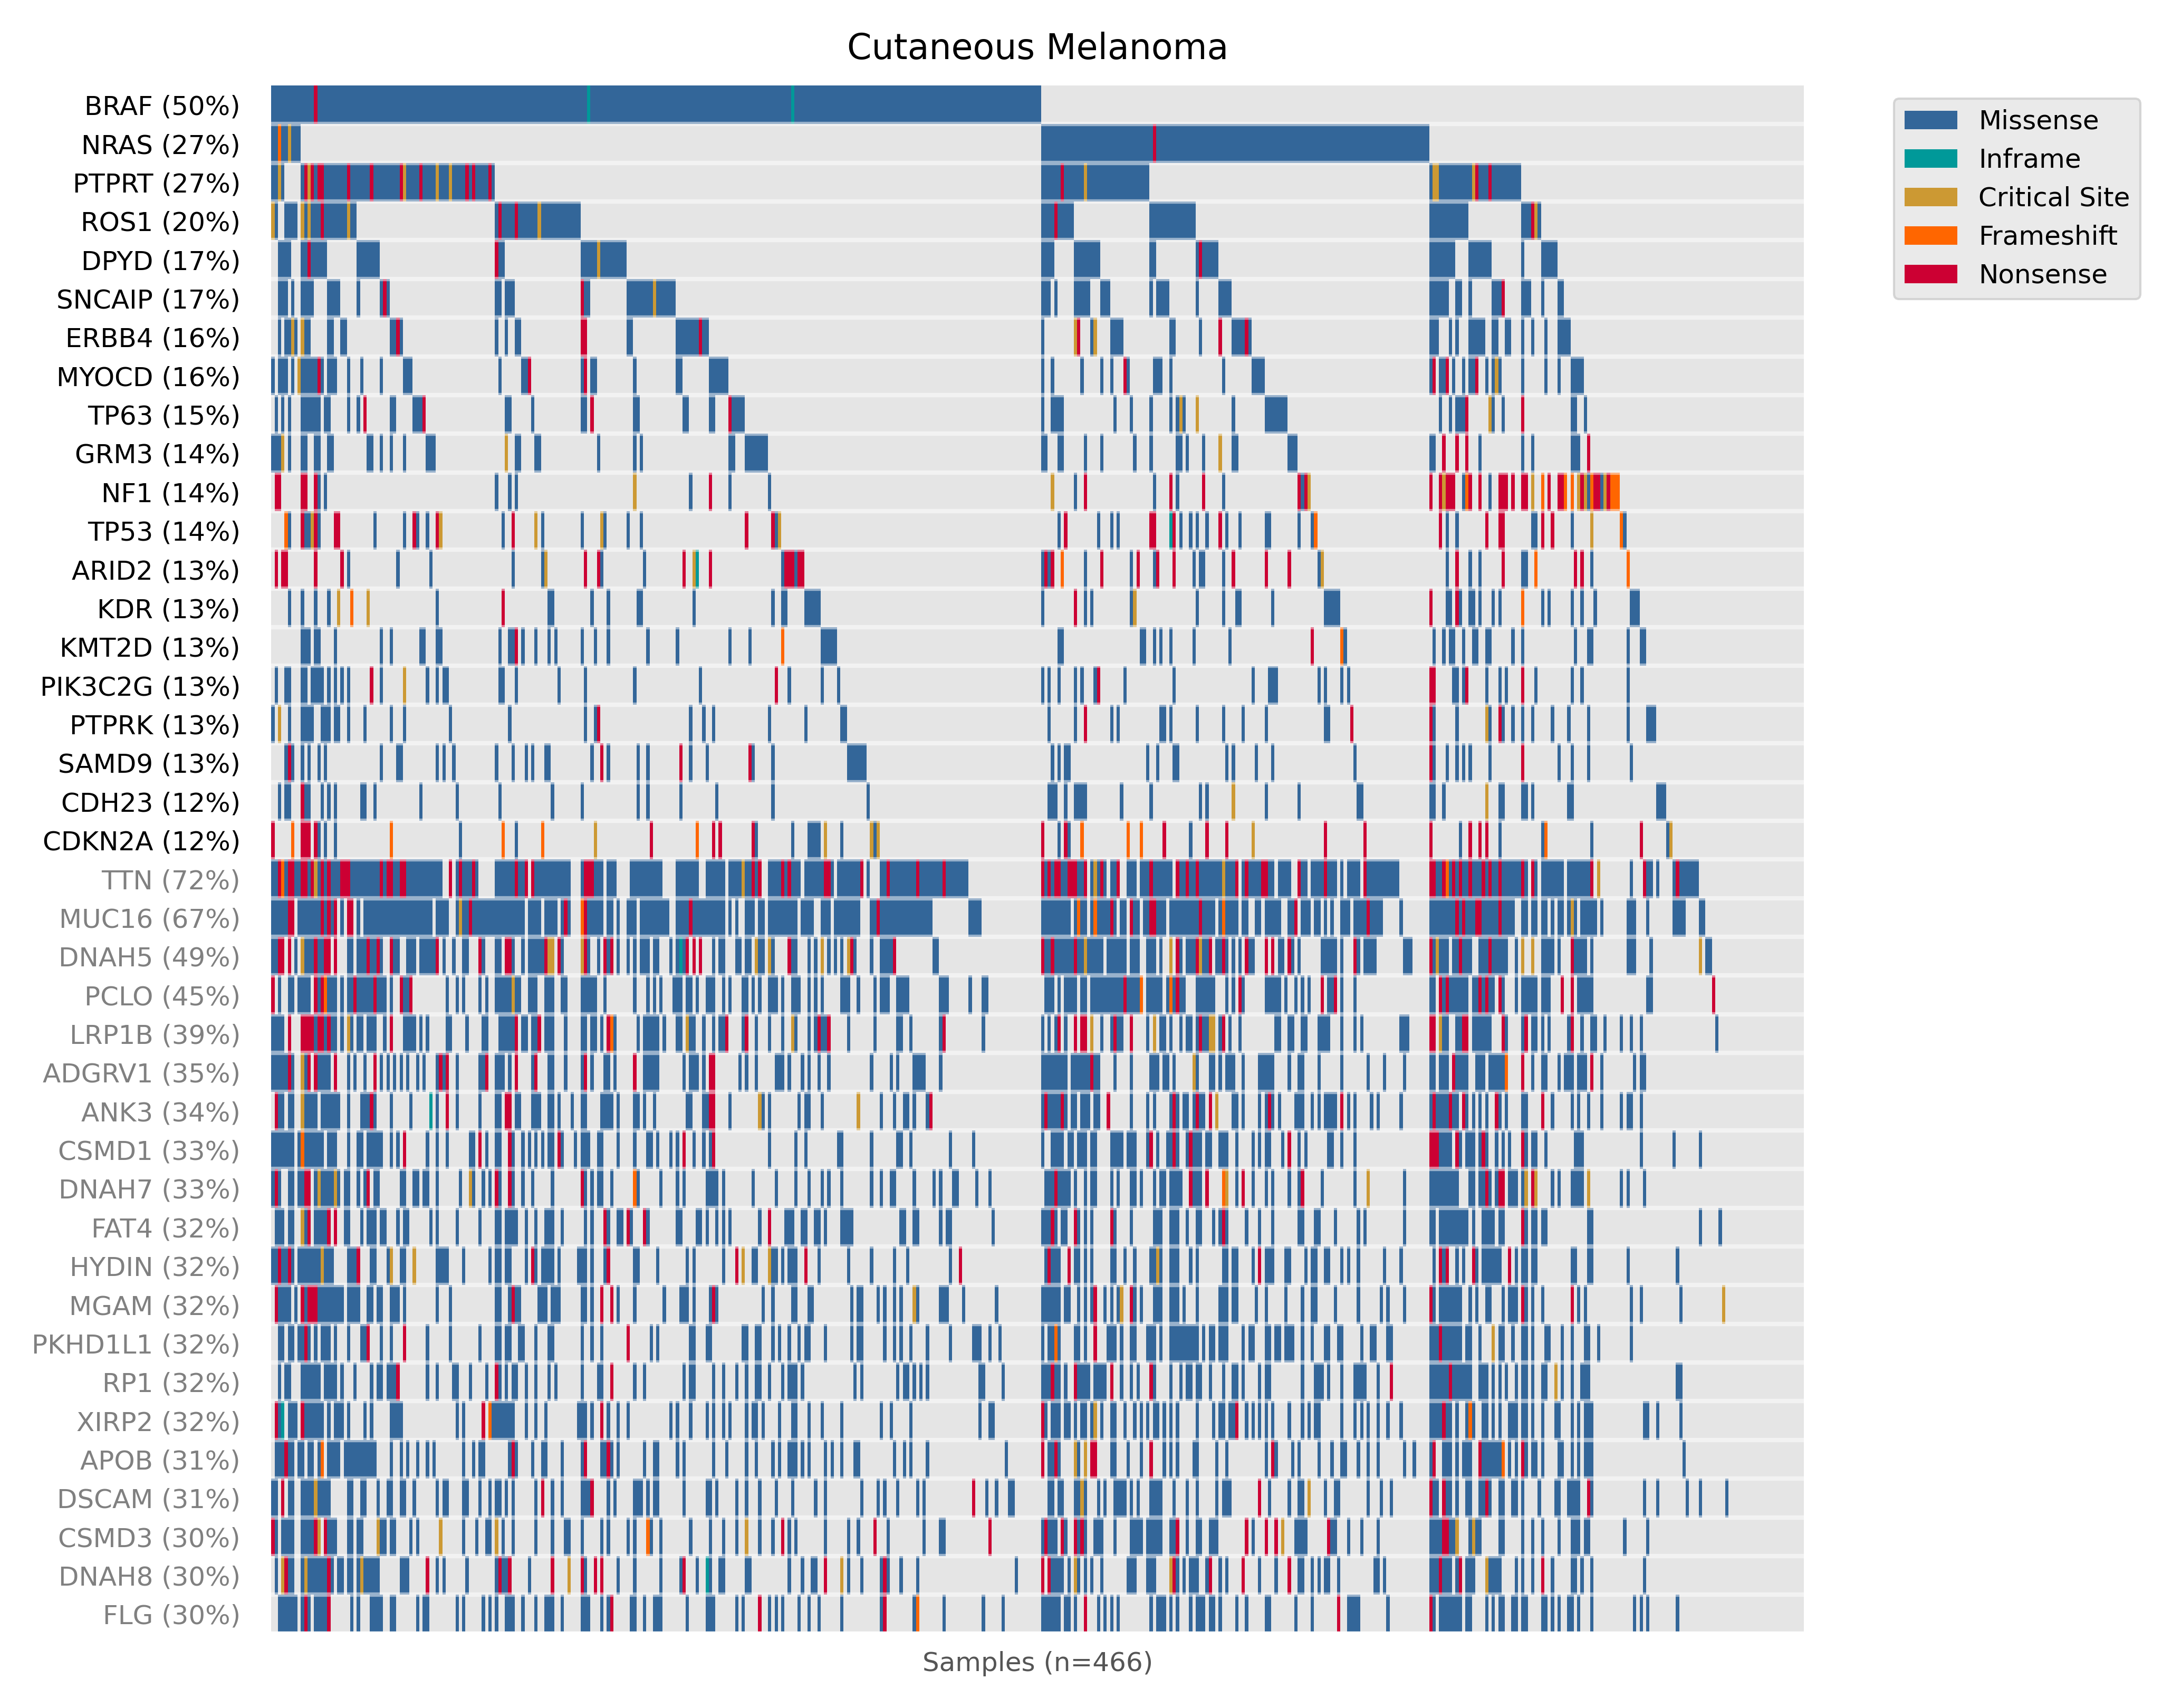 Cutaneous Melanoma
BRAF (50%)
NRAS (27%)
PTPRT (27%)
ROS1 (20%)
DPYD (17%)
SNCAIP (17%)
ERBB4 (16%)
MYOCD (16%)
TP63 (15%)
GRM3 (14%)
NF1 (14%)
TP53 (14%)
ARID2 (13%)
KDR (13%)
KMT2D (13%)
PIK3C2G (13%)
PTPRK (13%)
SAMD9 (13%)
CDH23 (12%)
CDKN2A (12%)
TTN (72%)
MUC16 (67%)
DNAH5 (49%)
PCLO (45%)
LRP1B (39%)
ADGRV1 (35%)
ANK3 (34%)
CSMD1 (33%)
DNAH7 (33%)
FAT4 (32%)
HYDIN (32%)
MGAM (32%)
PKHD1L1 (32%)
RP1 (32%)
XIRP2 (32%)
APOB (31%)
DSCAM (31%)
CSMD3 (30%)
DNAH8 (30%)
FLG (30%)
Samples (n=466)
Missense
Inframe
Critical Site
Frameshift
Nonsense